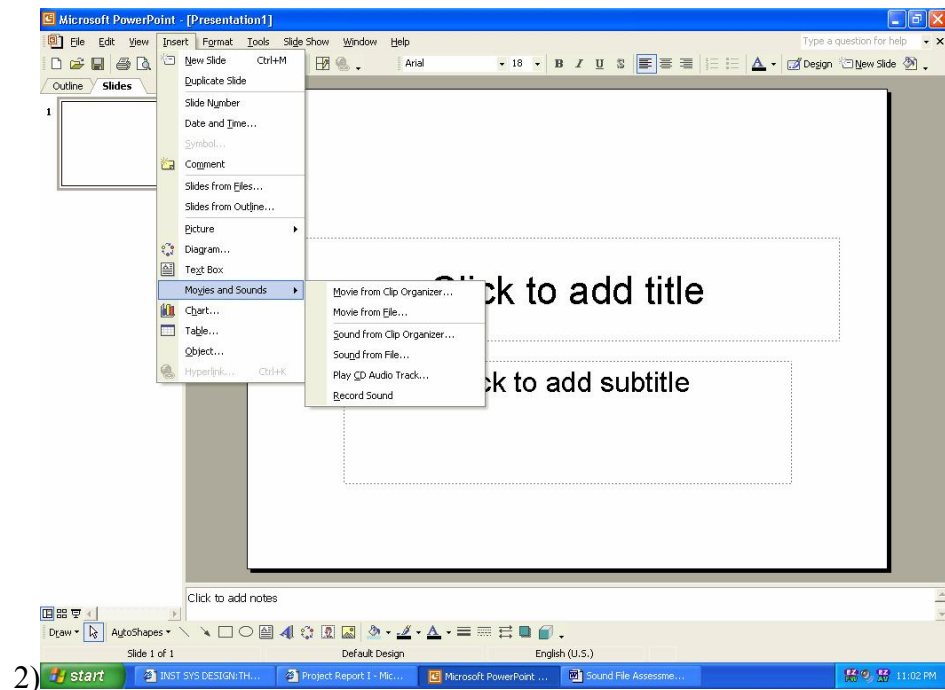 Microsoft PowerPoint - [Presentation1]
File Edit View Insert Format Tools Slide Show Window Help Type a question for help
Arial 18 B I U S A Design New Slide
Outline Slides
1
New Slide Ctrl+M
Duplicate Slide
Slide Number
Date and Time...
Symbol...
Comment
Slides from Files...
Slides from Outline...
Picture
Diagram...
Text Box
Movies and Sounds
Chart...
Table...
Object...
Hyperlink... Ctrl+K
Movie from Clip Organizer...
Movie from File...
Sound from Clip Organizer...
Sound from File...
Play CD Audio Track...
Record Sound
ck to add title
ck to add subtitle
Click to add notes
Draw AutoShapes
Slide 1 of 1 Default Design English (U.S.)
2) start INST SYS DESIGN:TH... Project Report I - Mic... Microsoft PowerPoint ... Sound File Assessme... 11:02 PM